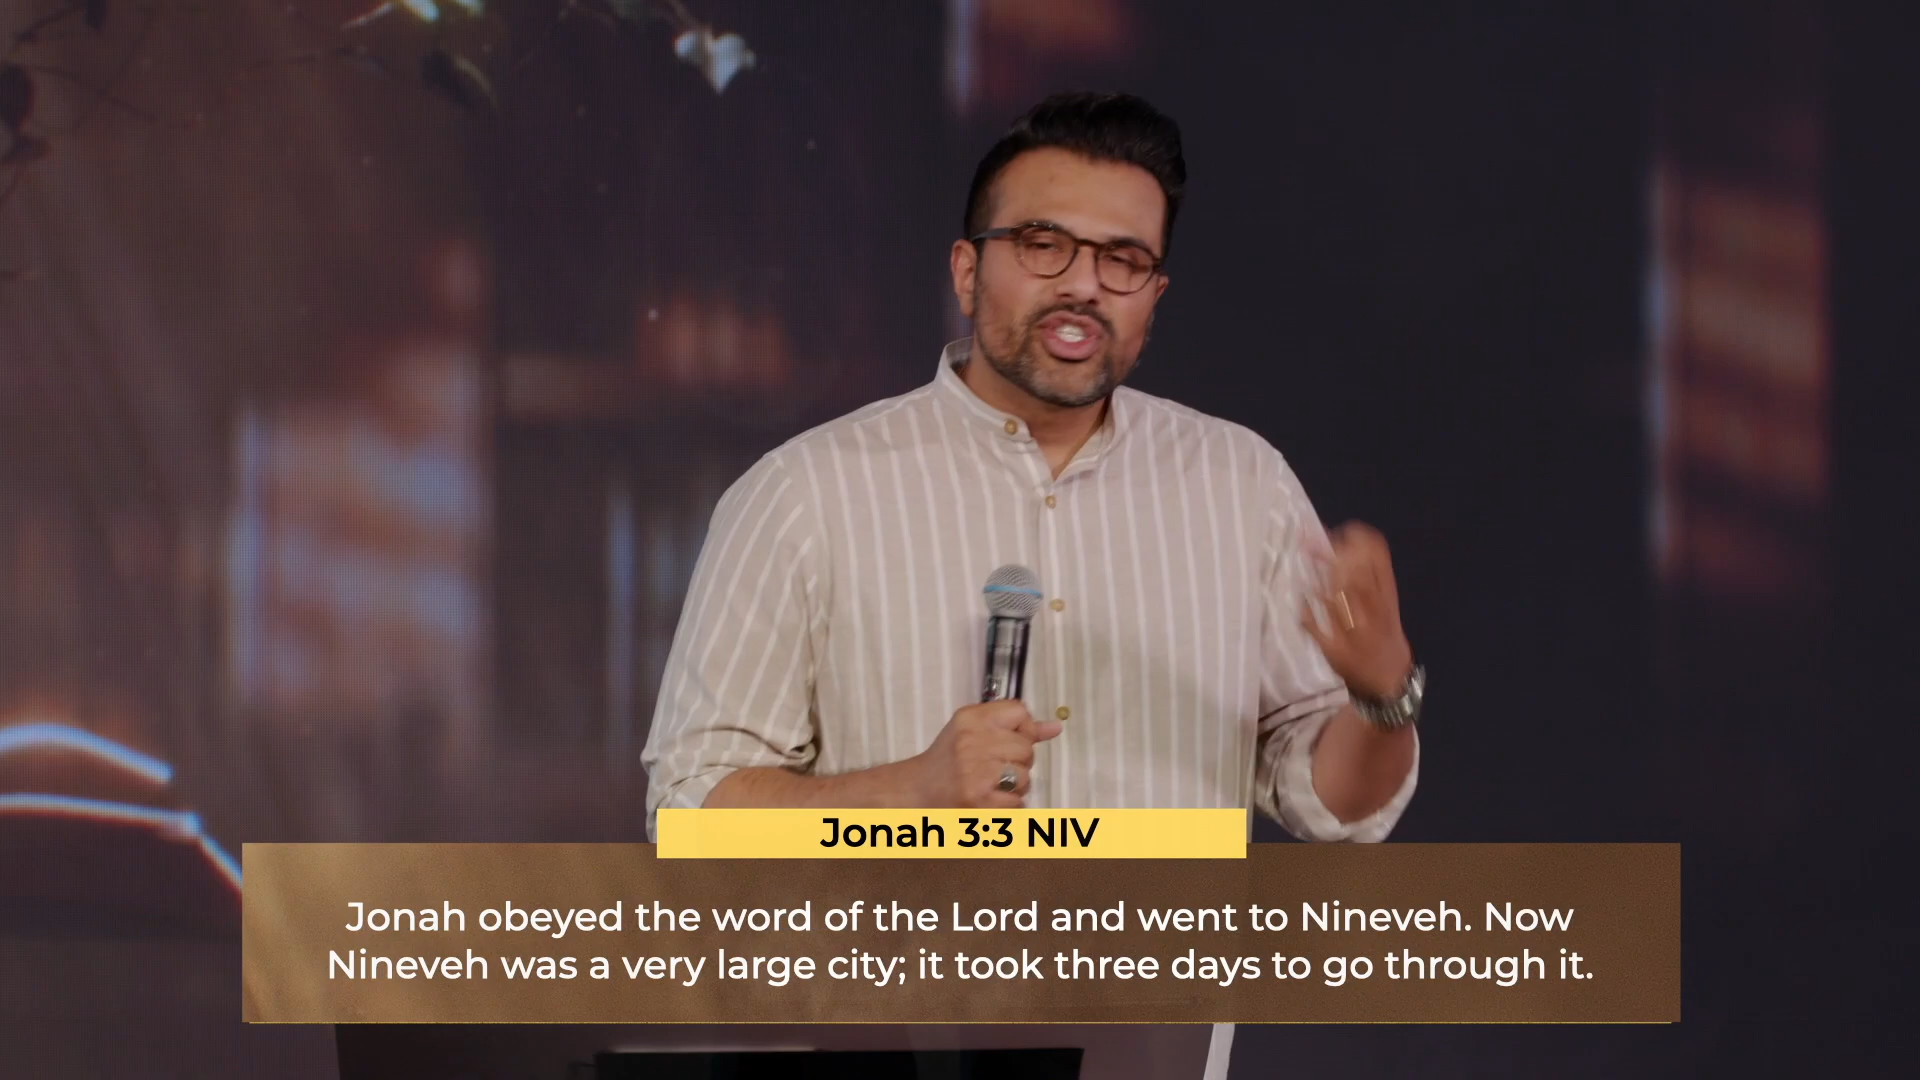 Jonah 3:3 NIV
Jonah obeyed the word of the Lord and went to Nineveh. Now
Nineveh was a very large city; it took three days to go through it.